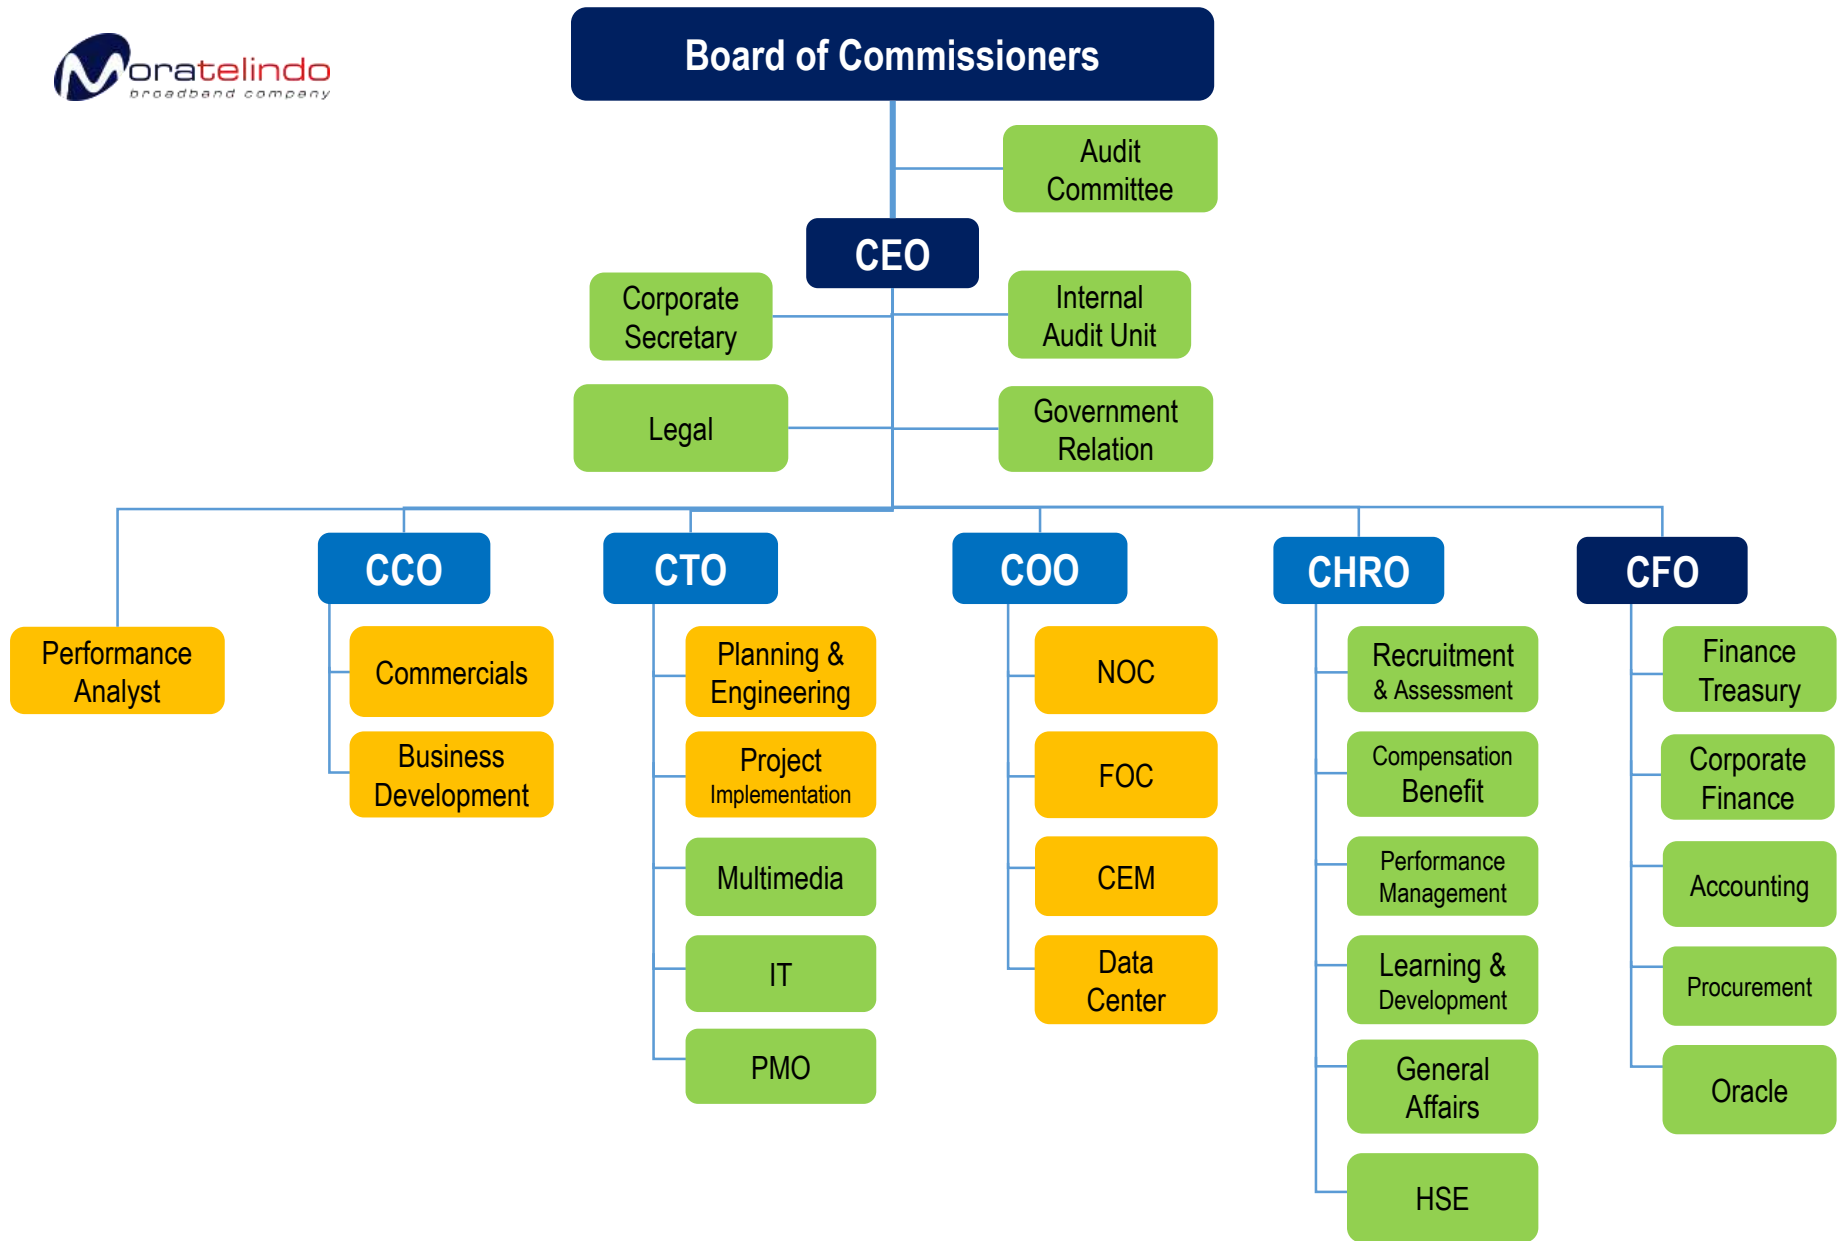 Moratelindo
broadband company
Board of Commissioners
Audit
Committee
CEO
Corporate
Secretary
Internal
Audit Unit
Legal
Government
Relation
CCO
CTO
COO
CHRO
CFO
Performance
Analyst
Commercials
Business
Development
Planning &
Engineering
Project
Implementation
Multimedia
IT
PMO
NOC
FOC
CEM
Data
Center
Recruitment
& Assessment
Compensation
Benefit
Performance
Management
Learning &
Development
General
Affairs
HSE
Finance
Treasury
Corporate
Finance
Accounting
Procurement
Oracle